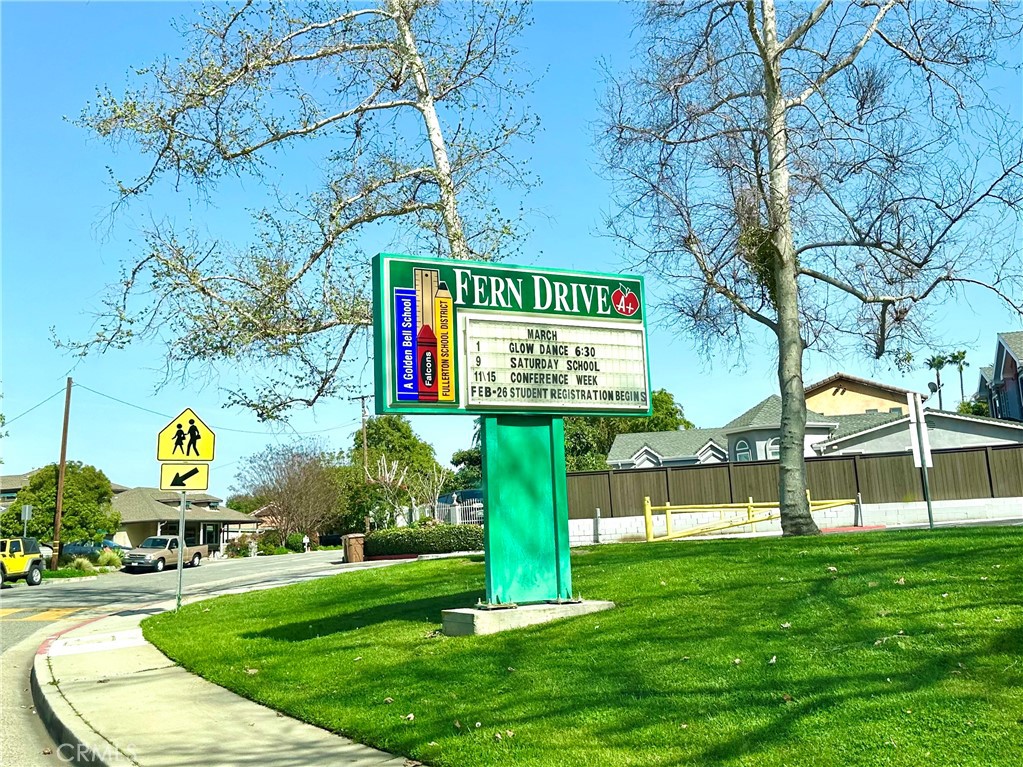 FERN DRIVE A+
A Golden Bell School
Falcons
FULLERTON SCHOOL DISTRICT
MARCH
1 GLOW DANCE 6:30
9 SATURDAY SCHOOL
11\15 CONFERENCE WEEK
FEB-26 STUDENT REGISTRATION BEGINS
CRMLS